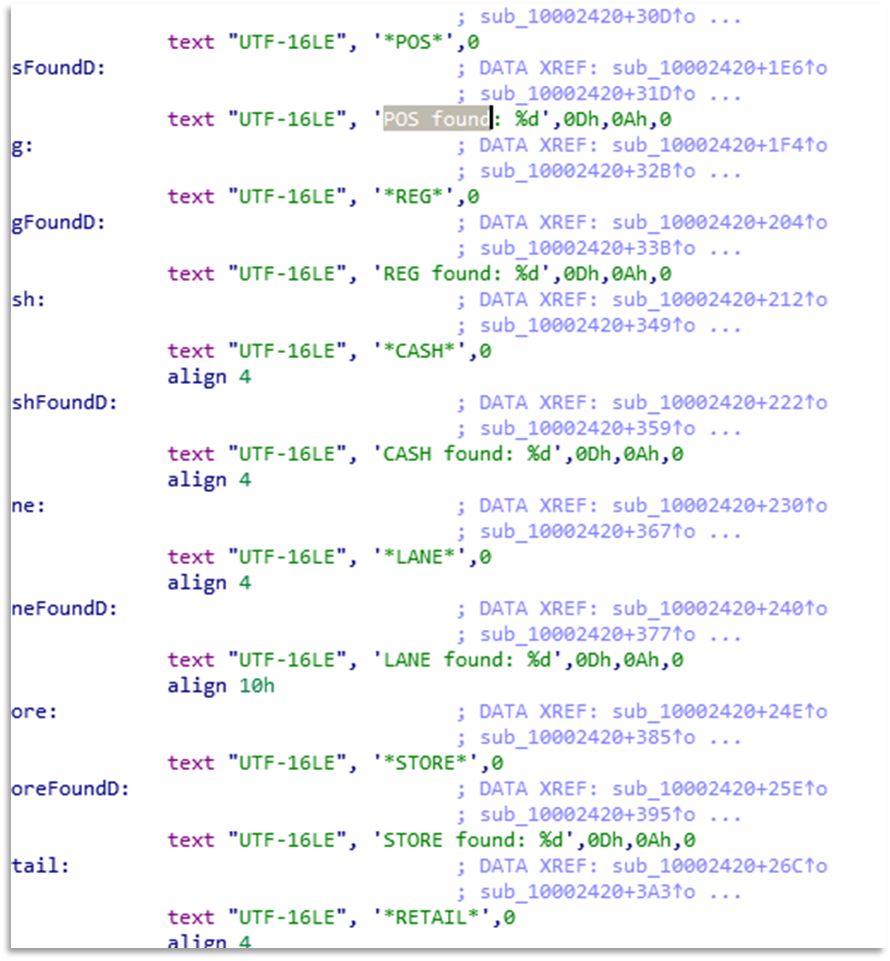 ; sub_10002420+30D↑o ...
text "UTF-16LE", '*POS*',0
sFoundD: ; DATA XREF: sub_10002420+1E6↑o
; sub_10002420+31D↑o ...
text "UTF-16LE", 'POS found: %d',0Dh,0Ah,0
g: ; DATA XREF: sub_10002420+1F4↑o
; sub_10002420+32B↑o ...
text "UTF-16LE", '*REG*',0
gFoundD: ; DATA XREF: sub_10002420+204↑o
; sub_10002420+33B↑o ...
text "UTF-16LE", 'REG found: %d',0Dh,0Ah,0
sh: ; DATA XREF: sub_10002420+212↑o
; sub_10002420+349↑o ...
text "UTF-16LE", '*CASH*',0
align 4
shFoundD: ; DATA XREF: sub_10002420+222↑o
; sub_10002420+359↑o ...
text "UTF-16LE", 'CASH found: %d',0Dh,0Ah,0
align 4
ne: ; DATA XREF: sub_10002420+230↑o
; sub_10002420+367↑o ...
text "UTF-16LE", '*LANE*',0
align 4
neFoundD: ; DATA XREF: sub_10002420+240↑o
; sub_10002420+377↑o ...
text "UTF-16LE", 'LANE found: %d',0Dh,0Ah,0
align 10h
ore: ; DATA XREF: sub_10002420+24E↑o
; sub_10002420+385↑o ...
text "UTF-16LE", '*STORE*',0
oreFoundD: ; DATA XREF: sub_10002420+25E↑o
; sub_10002420+395↑o ...
text "UTF-16LE", 'STORE found: %d',0Dh,0Ah,0
tail: ; DATA XREF: sub_10002420+26C↑o
; sub_10002420+3A3↑o ...
text "UTF-16LE", '*RETAIL*',0
align 4